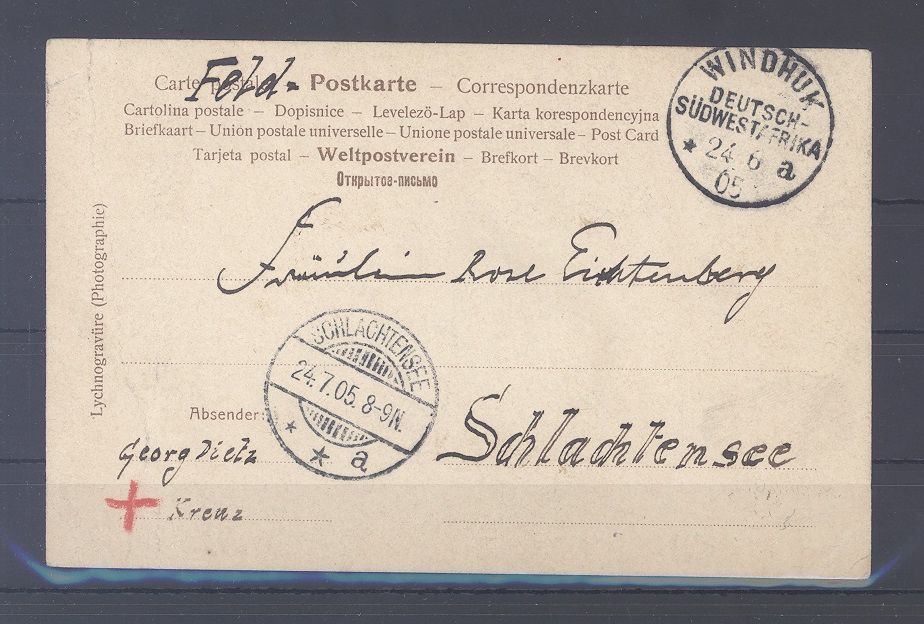 Carte postale – Postkarte – Correspondenzkarte
Feld-
Cartolina postale – Dopisnice – Levelezö-Lap – Karta korespondencyjna
Briefkaart – Union postale universelle – Unione postale universale – Post Card
Tarjeta postal – Weltpostverein – Brefkort – Brevkort
Открытое-письмо
WINDHUK
DEUTSCH-
SÜDWESTAFRIKA
* 24 6 a
05
Lychnogravüre (Photographie)
Fräulein Rose Eichtenberg
SCHLACHTENSEE
24.7.05.8-9N.
* * a
Absender:
Georg Dietz
+ Kreuz
Schlachtensee